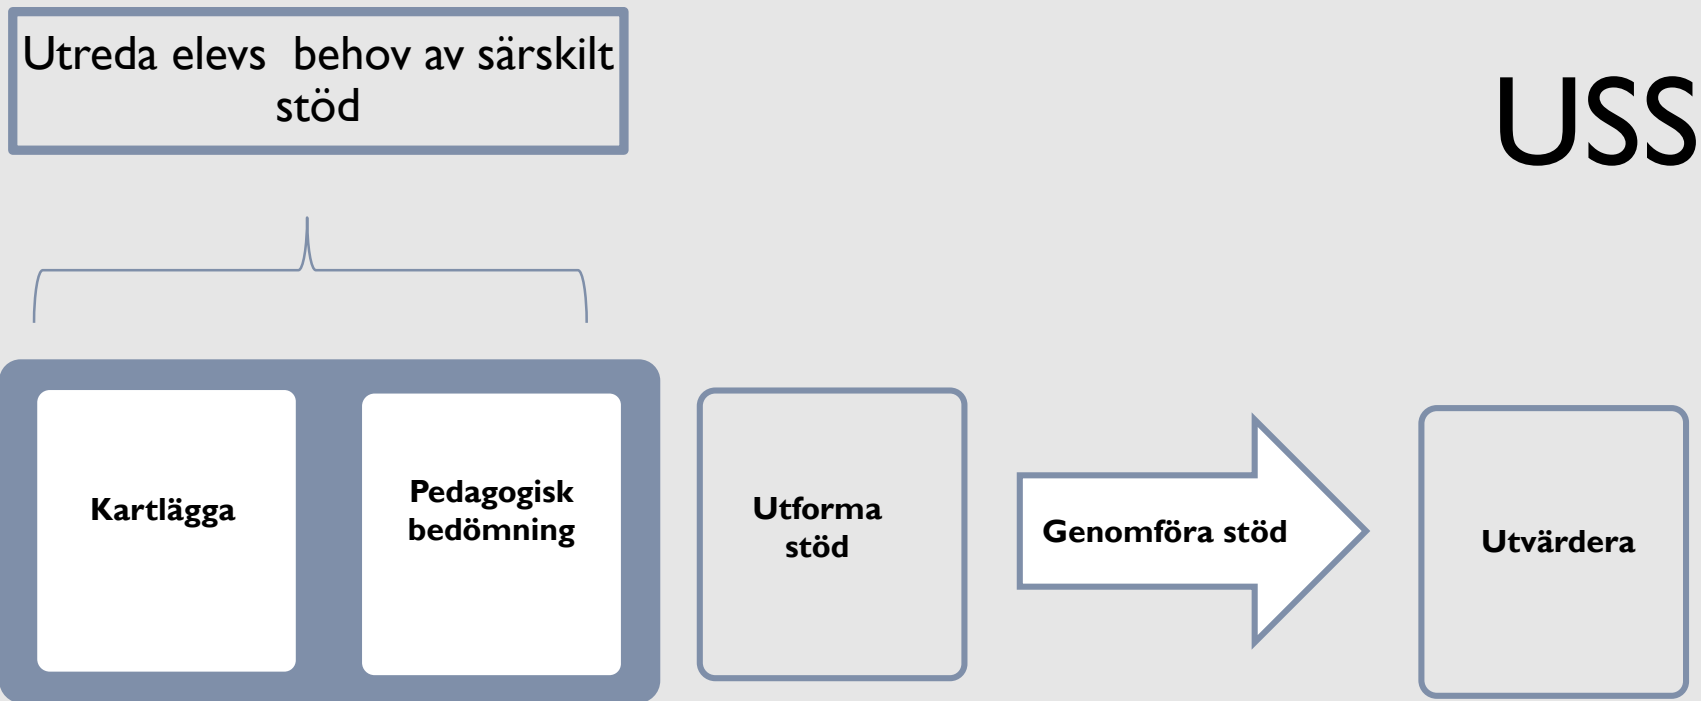 Utreda elevs  behov av särskilt
stöd
USS
Kartlägga
Pedagogisk
bedömning
Utforma
stöd
Genomföra stöd
Utvärdera